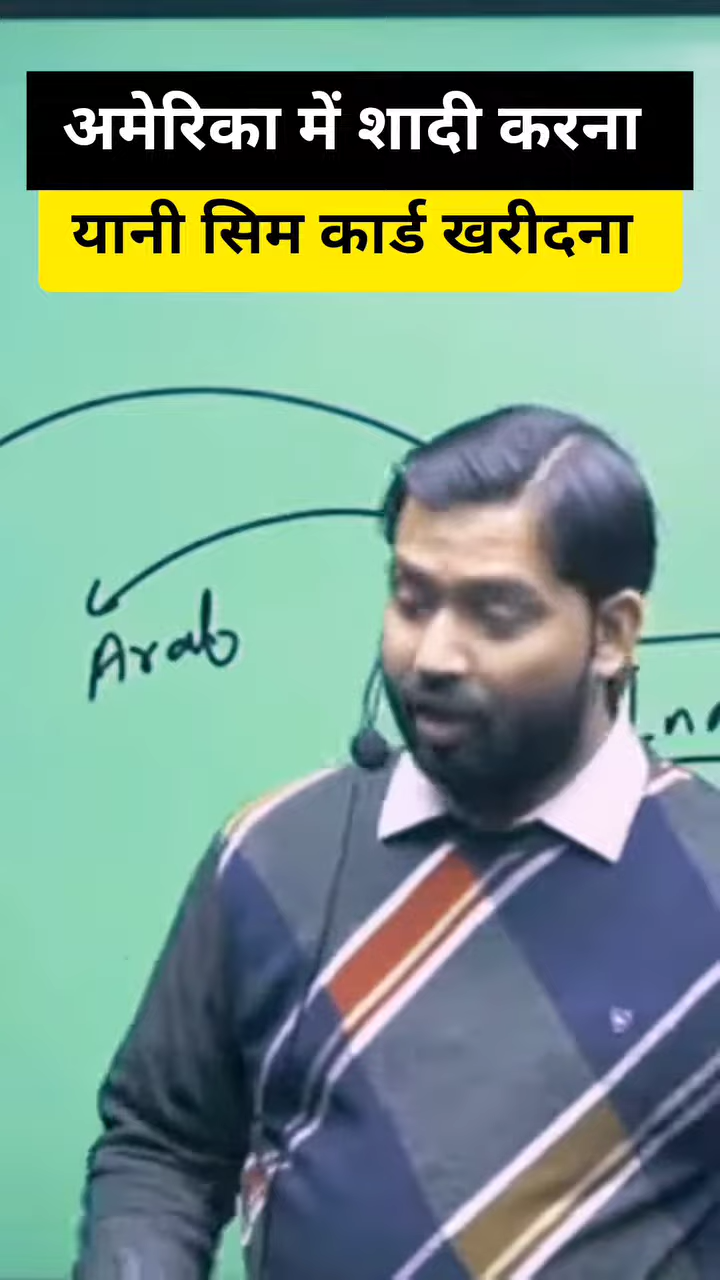 अमेरिका में शादी करना
यानी सिम कार्ड खरीदना
Arab